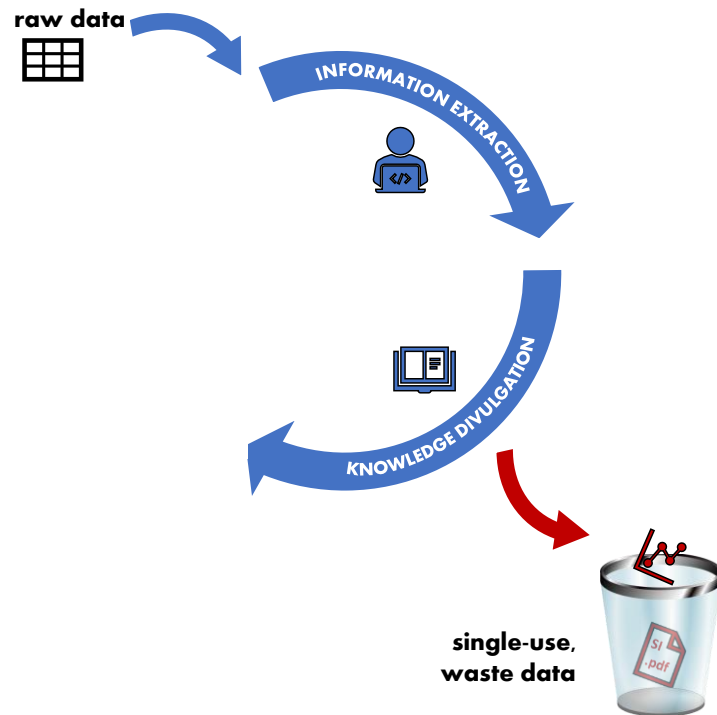 raw data
INFORMATION EXTRACTION
</>
KNOWLEDGE DIVULGATION
SI
.pdf
single-use,
waste data